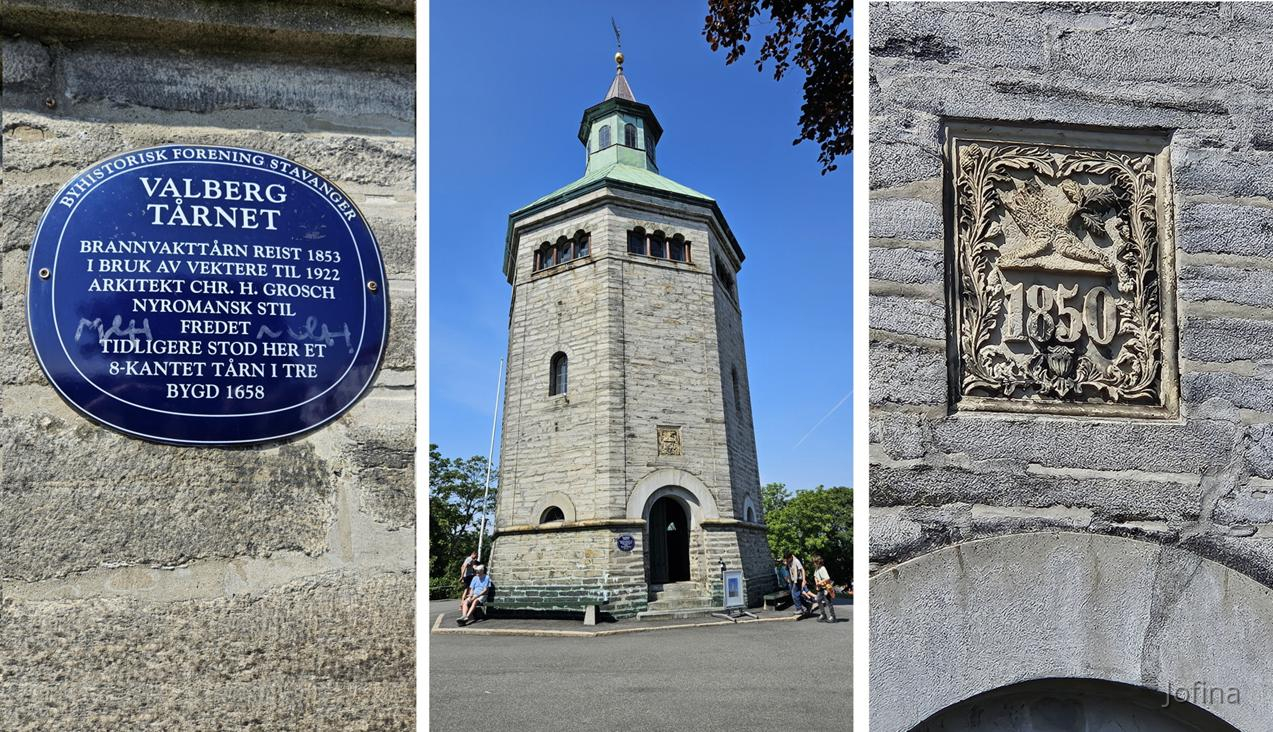 BYHISTORISK FORENING STAVANGER
VALBERG
TÅRNET
BRANNVAKTTÅRN REIST 1853
I BRUK AV VEKTERE TIL 1922
ARKITEKT CHR. H. GROSCH
NYROMANSK STIL
FREDET
TIDLIGERE STOD HER ET
8-KANTET TÅRN I TRE
BYGD 1658
1850
Jofina